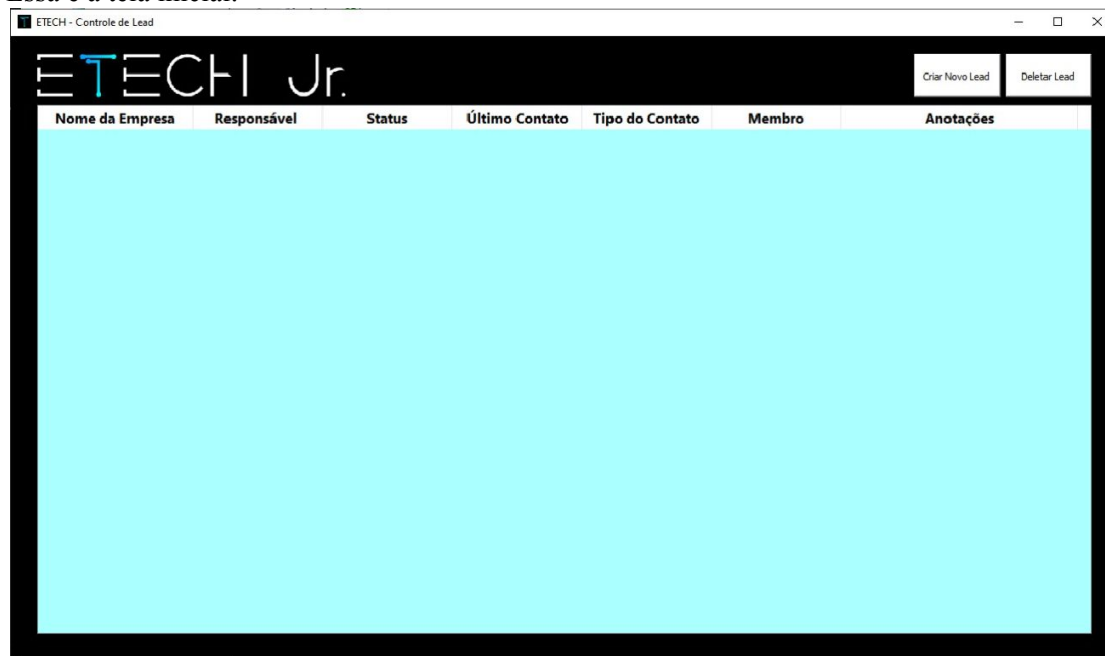 Essa é a tela inicial.
ETECH - Controle de Lead
ETECH Jr.
Criar Novo Lead Deletar Lead
Nome da Empresa Responsável Status Último Contato Tipo do Contato Membro Anotações